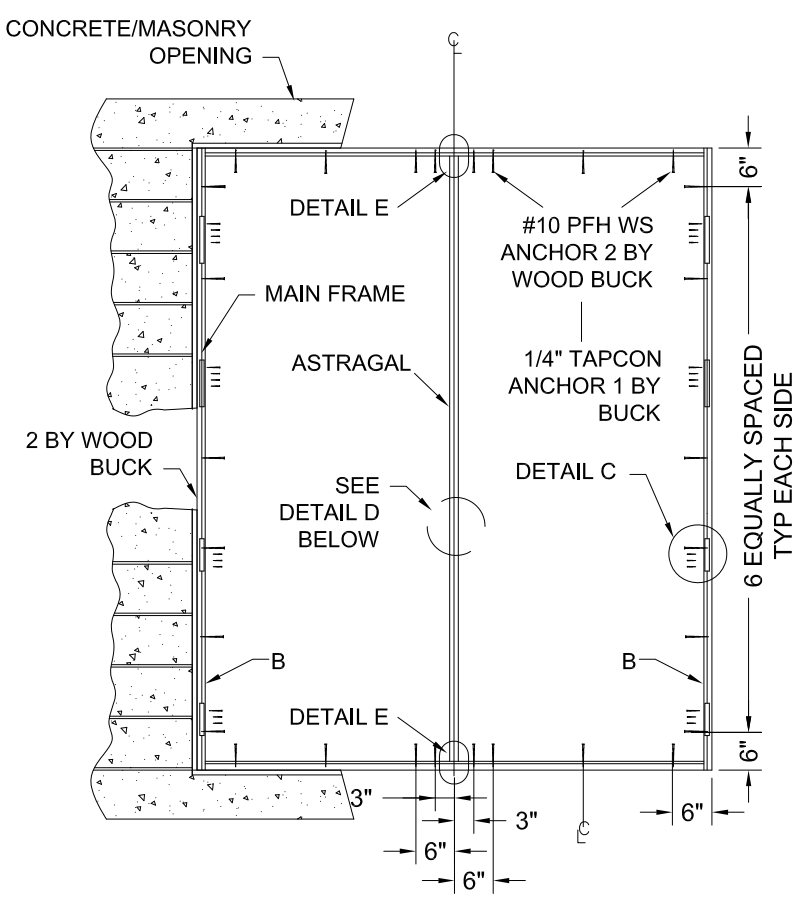 CONCRETE/MASONRY
OPENING
CL
DETAIL E
#10 PFH WS
ANCHOR 2 BY
WOOD BUCK
6"
MAIN FRAME
ASTRAGAL
1/4" TAPCON
ANCHOR 1 BY
BUCK
2 BY WOOD
BUCK
SEE
DETAIL D
BELOW
DETAIL C
6 EQUALLY SPACED
TYP EACH SIDE
B
B
DETAIL E
6"
3"
3"
6"
CL
6"
6"